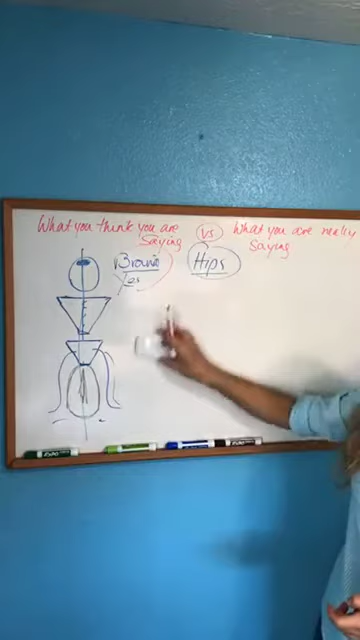 What you think you are
Saying
vs
What you are really
Saying
Brown
Hips